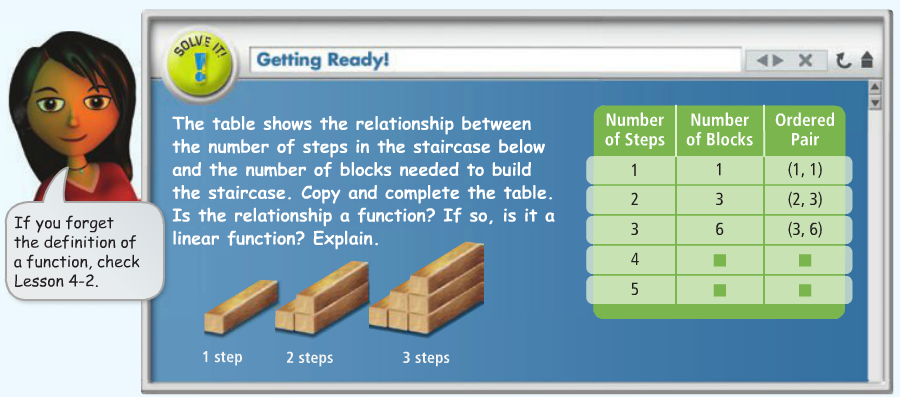 SOLVE IT!
Getting Ready!
The table shows the relationship between
the number of steps in the staircase below
and the number of blocks needed to build
the staircase. Copy and complete the table.
Is the relationship a function? If so, is it a
linear function? Explain.
1 step
2 steps
3 steps
Number of Steps Number of Blocks Ordered Pair
1 1 (1, 1)
2 3 (2, 3)
3 6 (3, 6)
4
5
If you forget
the definition of
a function, check
Lesson 4-2.